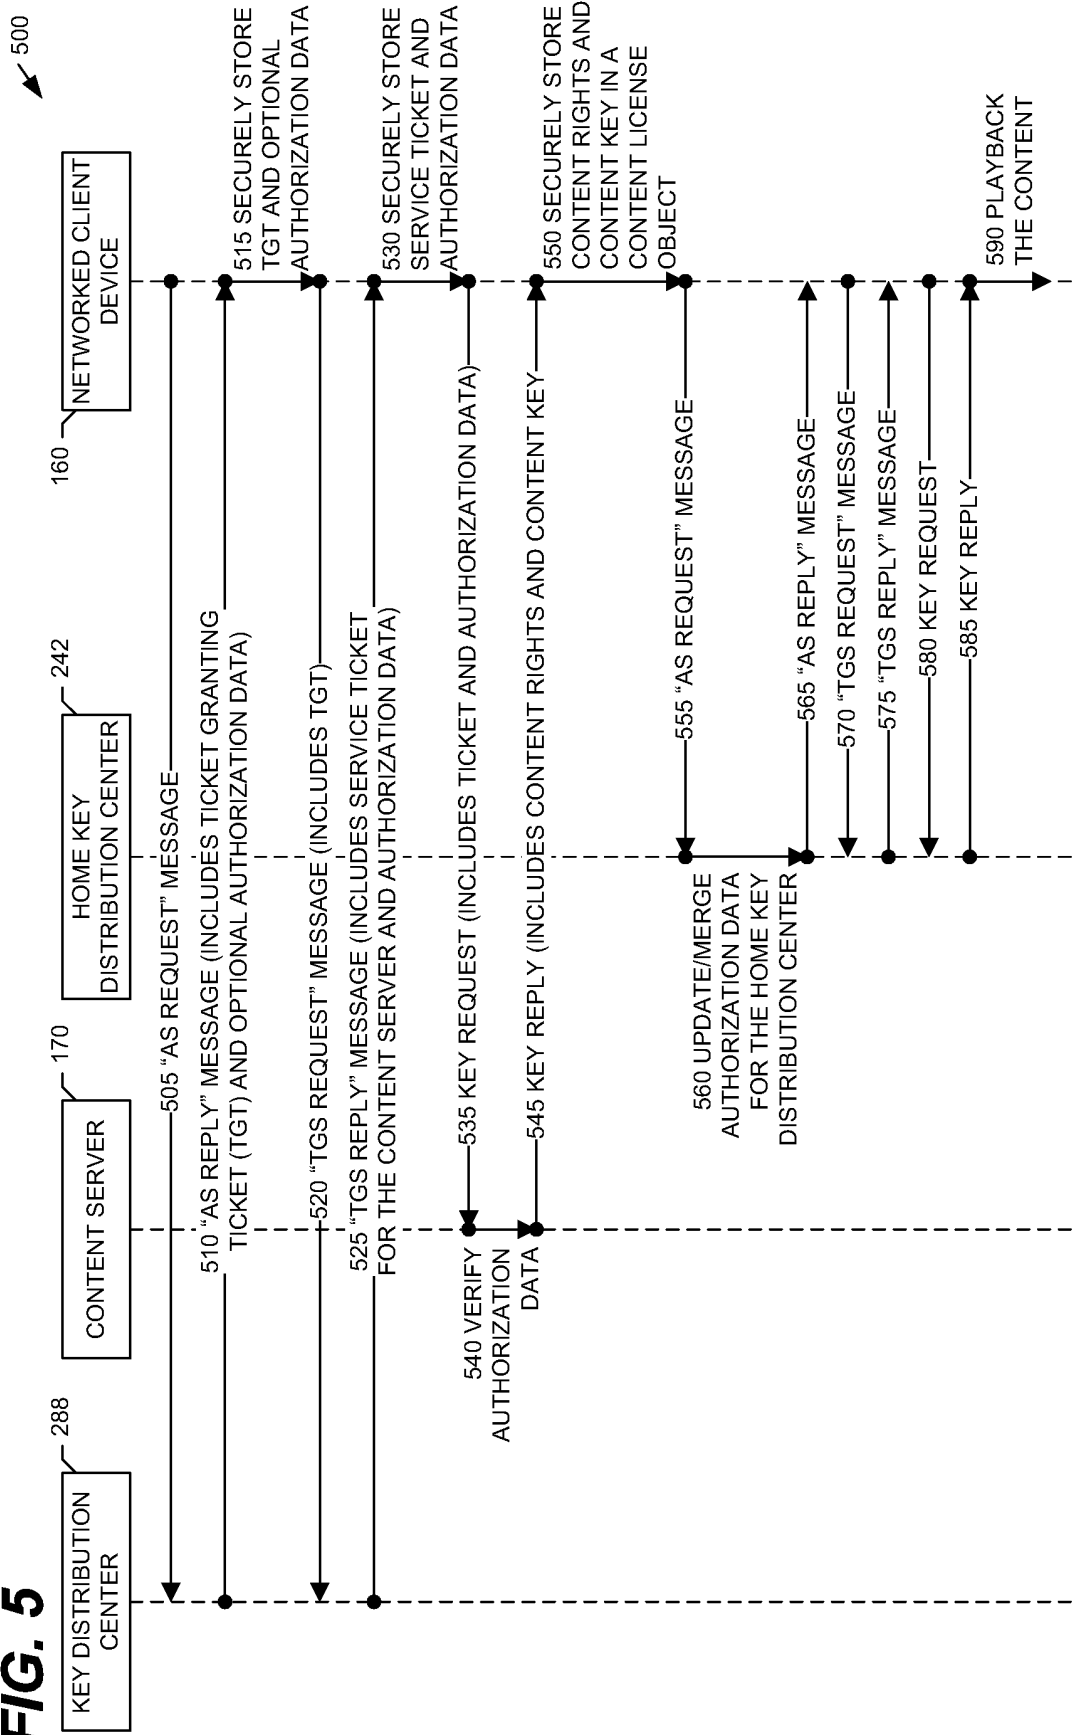 FIG. 5
500
288
170
242
160
KEY DISTRIBUTION
CENTER
CONTENT SERVER
HOME KEY
DISTRIBUTION CENTER
NETWORKED CLIENT
DEVICE
505 “AS REQUEST” MESSAGE
510 “AS REPLY” MESSAGE (INCLUDES TICKET GRANTING
TICKET (TGT) AND OPTIONAL AUTHORIZATION DATA)
515 SECURELY STORE
TGT AND OPTIONAL
AUTHORIZATION DATA
520 “TGS REQUEST” MESSAGE (INCLUDES TGT)
525 “TGS REPLY” MESSAGE (INCLUDES SERVICE TICKET
FOR THE CONTENT SERVER AND AUTHORIZATION DATA)
530 SECURELY STORE
SERVICE TICKET AND
AUTHORIZATION DATA
535 KEY REQUEST (INCLUDES TICKET AND AUTHORIZATION DATA)
540 VERIFY
AUTHORIZATION
DATA
545 KEY REPLY (INCLUDES CONTENT RIGHTS AND CONTENT KEY
550 SECURELY STORE
CONTENT RIGHTS AND
CONTENT KEY IN A
CONTENT LICENSE
OBJECT
555 “AS REQUEST” MESSAGE
560 UPDATE/MERGE
AUTHORIZATION DATA
FOR THE HOME KEY
DISTRIBUTION CENTER
565 “AS REPLY” MESSAGE
570 “TGS REQUEST” MESSAGE
575 “TGS REPLY” MESSAGE
580 KEY REQUEST
585 KEY REPLY
590 PLAYBACK
THE CONTENT